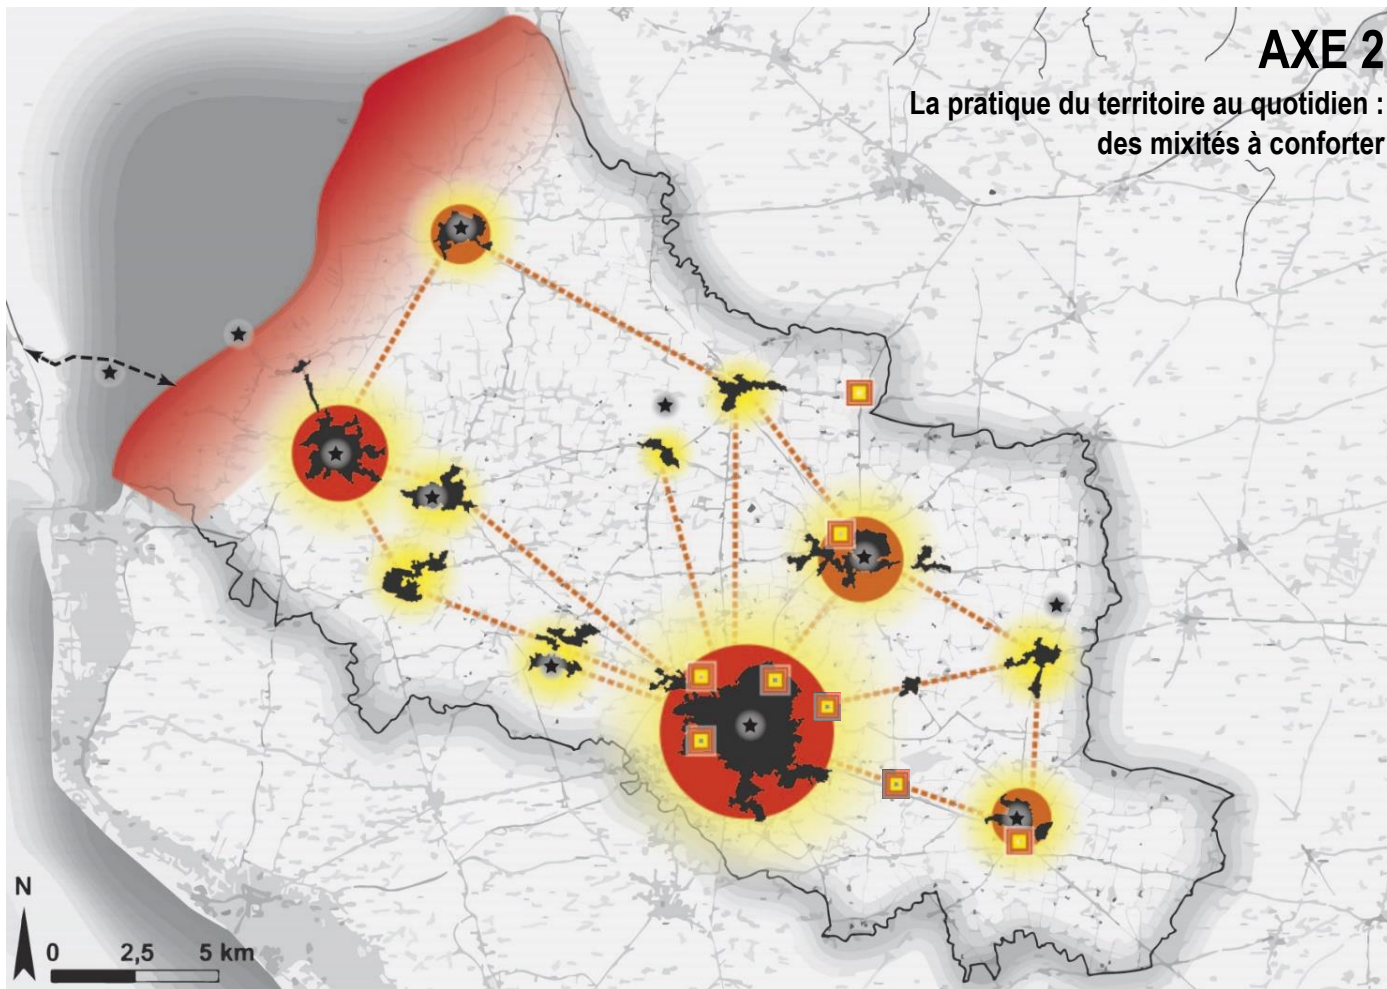 AXE 2
La pratique du territoire au quotidien :
des mixités à conforter
N
0 2,5 5 km